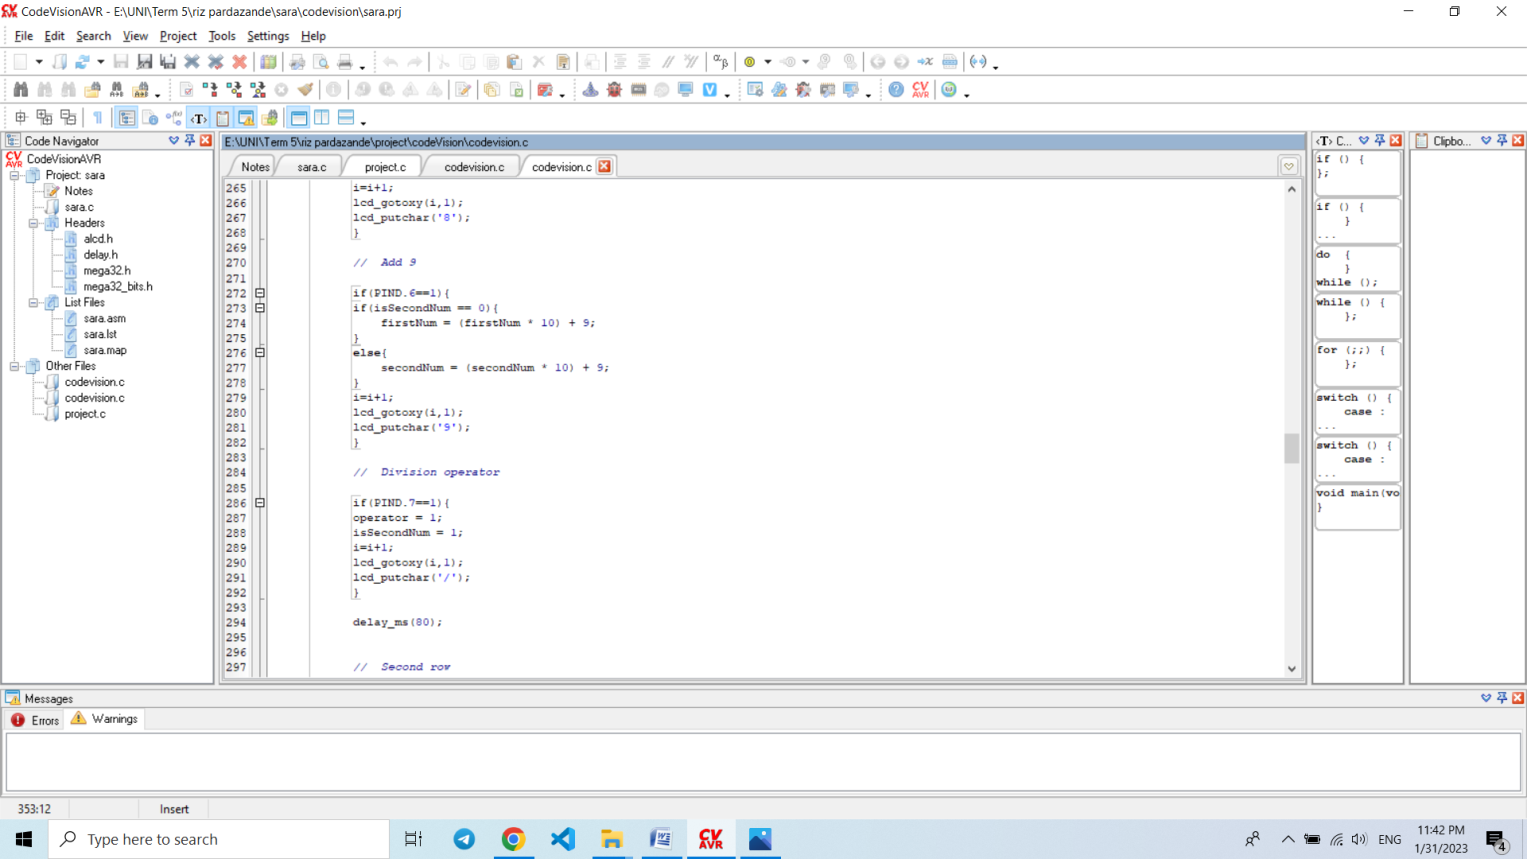 CodeVisionAVR - E:\UNI\Term 5\riz pardazande\sara\codevision\sara.prj
File Edit Search View Project Tools Settings Help
Code Navigator
CodeVisionAVR
Project: sara
Notes
sara.c
Headers
alcd.h
delay.h
mega32.h
mega32_bits.h
List Files
sara.asm
sara.lst
sara.map
Other Files
codevision.c
codevision.c
project.c
E:\UNI\Term 5\riz pardazande\project\codeVision\codevision.c
Notes sara.c project.c codevision.c codevision.c
265 i=i+1;
266 lcd_gotoxy(i,1);
267 lcd_putchar('8');
268 }
269
270 // Add 9
271
272 if(PIND.6==1){
273 if(isSecondNum == 0){
274 firstNum = (firstNum * 10) + 9;
275 }
276 else{
277 secondNum = (secondNum * 10) + 9;
278 }
279 i=i+1;
280 lcd_gotoxy(i,1);
281 lcd_putchar('9');
282 }
283
284 // Division operator
285
286 if(PIND.7==1){
287 operator = 1;
288 isSecondNum = 1;
289 i=i+1;
290 lcd_gotoxy(i,1);
291 lcd_putchar('/');
292 }
293
294 delay_ms(80);
295
296
297 // Second row
<T> C...
if () {
};
if () {
}
...
do {
}
while ();
while () {
};
for (;;) {
};
switch () {
case :
...
switch () {
case :
...
void main(vo
}
Clipbo...
Messages
Errors Warnings
353:12 Insert
Type here to search
CV AVR
ENG
11:42 PM
1/31/2023
4